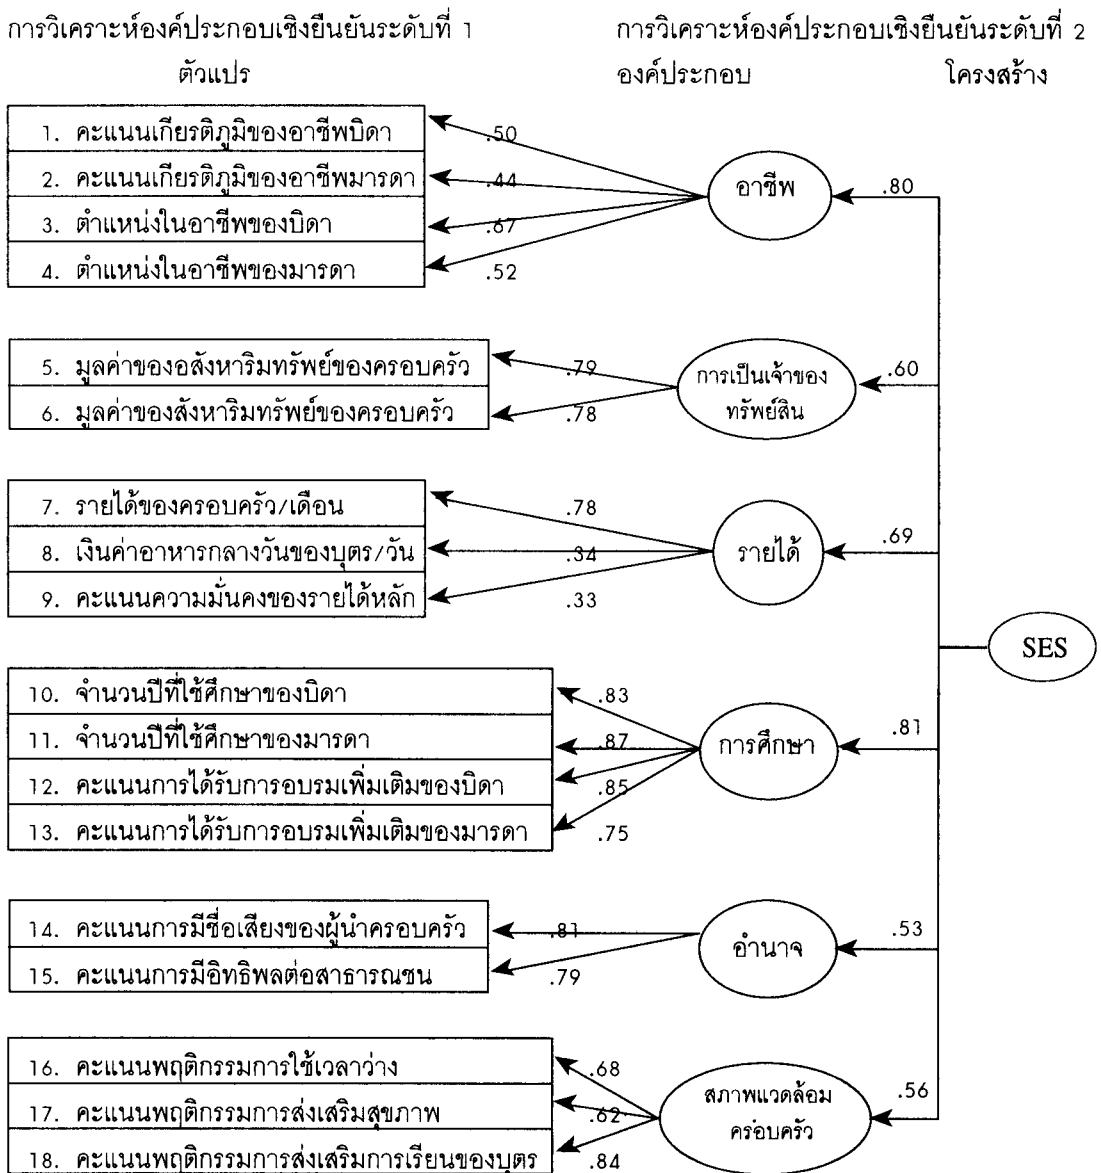 การวิเคราะห์องค์ประกอบเชิงยืนยันระดับที่ 1 การวิเคราะห์องค์ประกอบเชิงยืนยันระดับที่ 2
ตัวแปร องค์ประกอบ โครงสร้าง
1. คะแนนเกียรติภูมิของอาชีพบิดา .50
2. คะแนนเกียรติภูมิของอาชีพมารดา .44
3. ตำแหน่งในอาชีพของบิดา .67
4. ตำแหน่งในอาชีพของมารดา .52
อาชีพ .80
5. มูลค่าของอสังหาริมทรัพย์ของครอบครัว .79
6. มูลค่าของสังหาริมทรัพย์ของครอบครัว .78
การเป็นเจ้าของ
ทรัพย์สิน
.60
7. รายได้ของครอบครัว/เดือน .78
8. เงินค่าอาหารกลางวันของบุตร/วัน .34
9. คะแนนความมั่นคงของรายได้หลัก .33
รายได้ .69
SES
10. จำนวนปีที่ใช้ศึกษาของบิดา .83
11. จำนวนปีที่ใช้ศึกษาของมารดา .87
12. คะแนนการได้รับการอบรมเพิ่มเติมของบิดา .85
13. คะแนนการได้รับการอบรมเพิ่มเติมของมารดา .75
การศึกษา .81
14. คะแนนการมีชื่อเสียงของผู้นำครอบครัว .81
15. คะแนนการมีอิทธิพลต่อสาธารณชน .79
อำนาจ .53
16. คะแนนพฤติกรรมการใช้เวลาว่าง .68
17. คะแนนพฤติกรรมการส่งเสริมสุขภาพ .62
18. คะแนนพฤติกรรมการส่งเสริมการเรียนของบุตร .84
สภาพแวดล้อม
ครอบครัว
.56